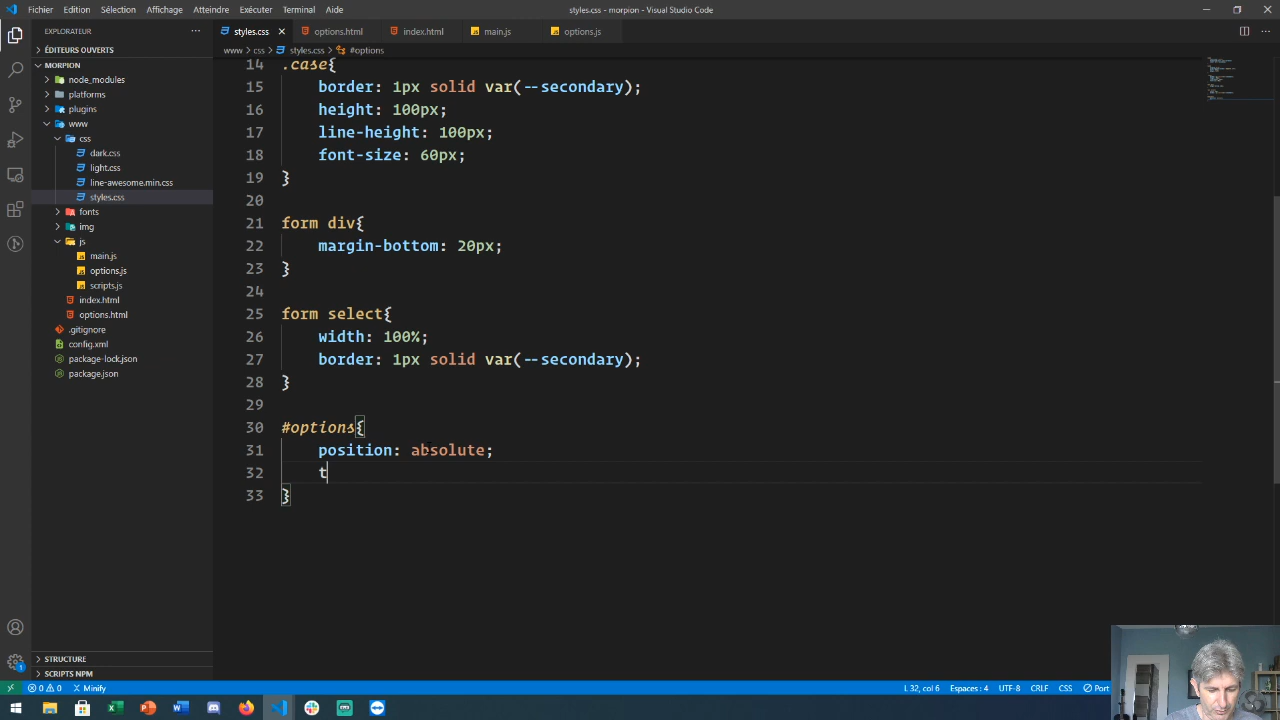 Fichier Edition Sélection Affichage Atteindre Exécuter Terminal Aide
styles.css - morpion - Visual Studio Code
EXPLORATEUR
ÉDITEURS OUVERTS
MORPION
node_modules
platforms
plugins
www
css
dark.css
light.css
line-awesome.min.css
styles.css
fonts
img
js
main.js
options.js
scripts.js
index.html
options.html
.gitignore
config.xml
package-lock.json
package.json
STRUCTURE
SCRIPTS NPM
styles.css options.html index.html main.js options.js
www > css > styles.css > #options
14 .case{
15 border: 1px solid var(--secondary);
16 height: 100px;
17 line-height: 100px;
18 font-size: 60px;
19 }
20
21 form div{
22 margin-bottom: 20px;
23 }
24
25 form select{
26 width: 100%;
27 border: 1px solid var(--secondary);
28 }
29
30 #options{
31 position: absolute;
32 t
33 }
0 0 Minify
L 32, col 6 Espaces : 4 UTF-8 CRLF CSS Port